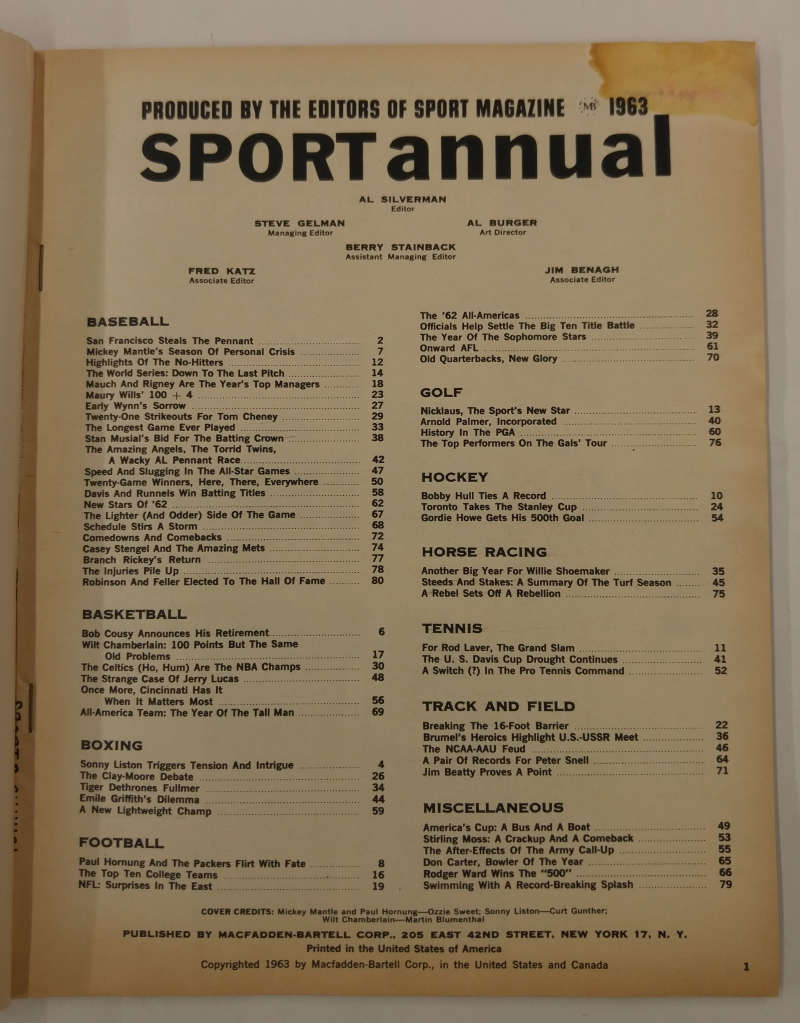 PRODUCED BY THE EDITORS OF SPORT MAGAZINE MB 1963
SPORT annual
AL SILVERMAN
Editor
STEVE GELMAN
Managing Editor
AL BURGER
Art Director
BERRY STAINBACK
Assistant Managing Editor
FRED KATZ
Associate Editor
JIM BENAGH
Associate Editor
BASEBALL
San Francisco Steals The Pennant 2
Mickey Mantle's Season Of Personal Crisis 7
Highlights Of The No-Hitters 12
The World Series: Down To The Last Pitch 14
Mauch And Rigney Are The Year's Top Managers 18
Maury Wills' 100 + 4 23
Early Wynn's Sorrow 27
Twenty-One Strikeouts For Tom Cheney 29
The Longest Game Ever Played 33
Stan Musial's Bid For The Batting Crown 38
The Amazing Angels, The Torrid Twins,
A Wacky AL Pennant Race 42
Speed And Slugging In The All-Star Games 47
Twenty-Game Winners, Here, There, Everywhere 50
Davis And Runnels Win Batting Titles 58
New Stars Of '62 62
The Lighter (And Odder) Side Of The Game 67
Schedule Stirs A Storm 68
Comedowns And Comebacks 72
Casey Stengel And The Amazing Mets 74
Branch Rickey's Return 77
The Injuries Pile Up 78
Robinson And Feller Elected To The Hall Of Fame 80
BASKETBALL
Bob Cousy Announces His Retirement 6
Wilt Chamberlain: 100 Points But The Same
Old Problems 17
The Celtics (Ho, Hum) Are The NBA Champs 30
The Strange Case Of Jerry Lucas 48
Once More, Cincinnati Has It
When It Matters Most 56
All-America Team: The Year Of The Tall Man 69
BOXING
Sonny Liston Triggers Tension And Intrigue 4
The Clay-Moore Debate 26
Tiger Dethrones Fullmer 34
Emile Griffith's Dilemma 44
A New Lightweight Champ 59
FOOTBALL
Paul Hornung And The Packers Flirt With Fate 8
The Top Ten College Teams 16
NFL: Surprises In The East 19
The '62 All-Americas 28
Officials Help Settle The Big Ten Title Battle 32
The Year Of The Sophomore Stars 39
Onward AFL 61
Old Quarterbacks, New Glory 70
GOLF
Nicklaus, The Sport's New Star 13
Arnold Palmer, Incorporated 40
History In The PGA 60
The Top Performers On The Gals' Tour 76
HOCKEY
Bobby Hull Ties A Record 10
Toronto Takes The Stanley Cup 24
Gordie Howe Gets His 500th Goal 54
HORSE RACING
Another Big Year For Willie Shoemaker 35
Steeds And Stakes: A Summary Of The Turf Season 45
A Rebel Sets Off A Rebellion 75
TENNIS
For Rod Laver, The Grand Slam 11
The U. S. Davis Cup Drought Continues 41
A Switch (?) In The Pro Tennis Command 52
TRACK AND FIELD
Breaking The 16-Foot Barrier 22
Brumel's Heroics Highlight U.S.-USSR Meet 36
The NCAA-AAU Feud 46
A Pair Of Records For Peter Snell 64
Jim Beatty Proves A Point 71
MISCELLANEOUS
America's Cup: A Bus And A Boat 49
Stirling Moss: A Crackup And A Comeback 53
The After-Effects Of The Army Call-Up 55
Don Carter, Bowler Of The Year 65
Rodger Ward Wins The "500" 66
Swimming With A Record-Breaking Splash 79
COVER CREDITS: Mickey Mantle and Paul Hornung—Ozzie Sweet; Sonny Liston—Curt Gunther;
Wilt Chamberlain—Martin Blumenthal
PUBLISHED BY MACFADDEN-BARTELL CORP., 205 EAST 42ND STREET, NEW YORK 17, N. Y.
Printed in the United States of America
Copyrighted 1963 by Macfadden-Bartell Corp., in the United States and Canada
1